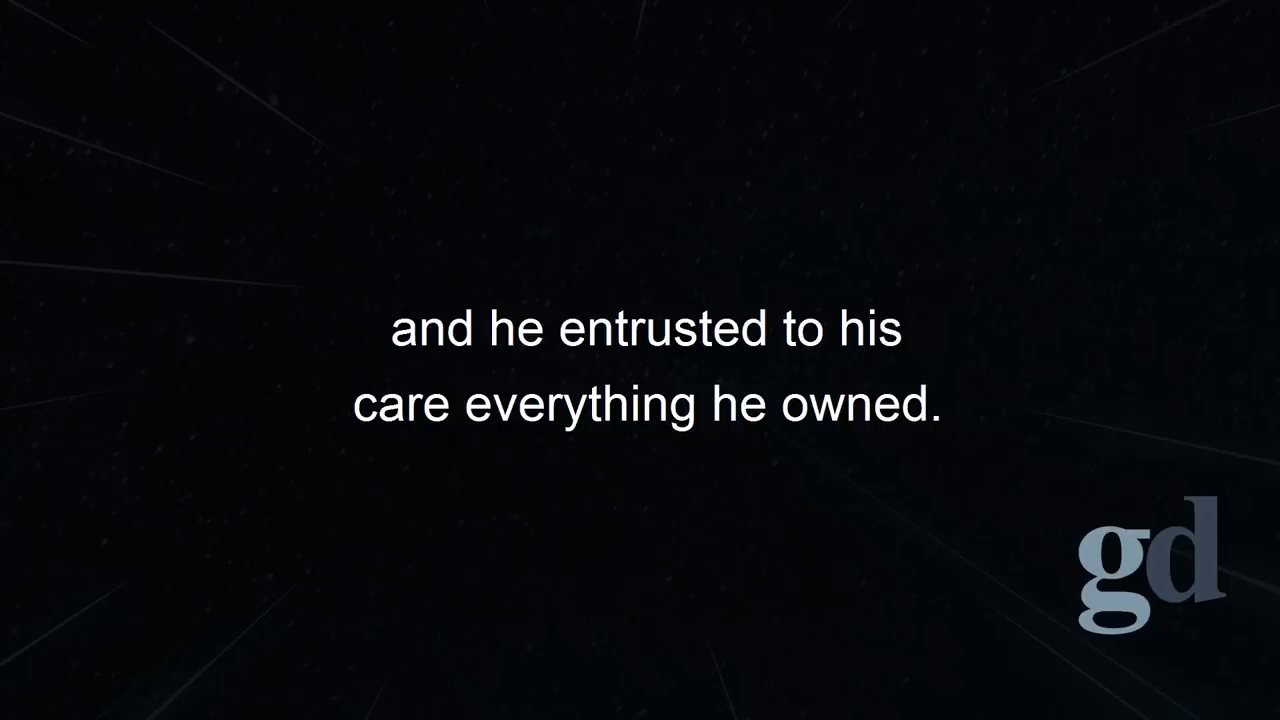 and he entrusted to his
care everything he owned.
gd